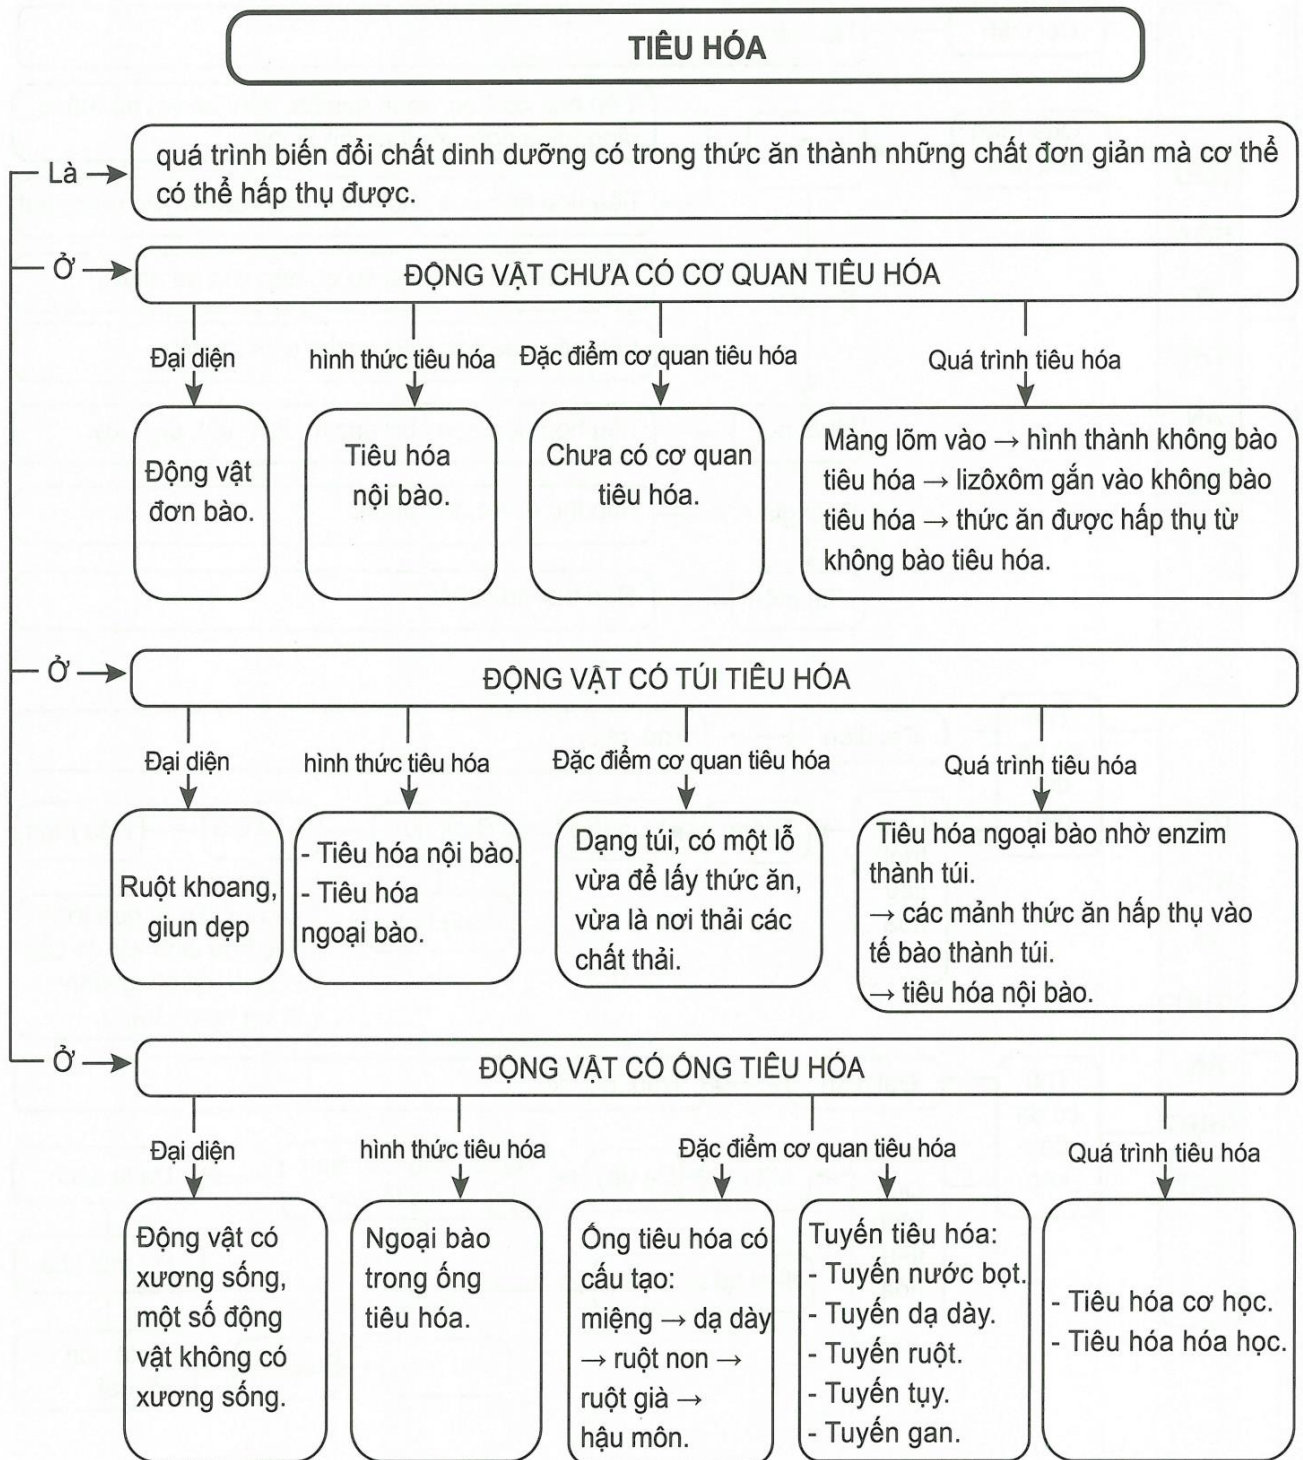 TIÊU HÓA
Là
quá trình biến đổi chất dinh dưỡng có trong thức ăn thành những chất đơn giản mà cơ thể
có thể hấp thụ được.
Ở
ĐỘNG VẬT CHƯA CÓ CƠ QUAN TIÊU HÓA
Đại diện
hình thức tiêu hóa
Đặc điểm cơ quan tiêu hóa
Quá trình tiêu hóa
Động vật
đơn bào.
Tiêu hóa
nội bào.
Chưa có cơ quan
tiêu hóa.
Màng lõm vào → hình thành không bào
tiêu hóa → lizôxôm gắn vào không bào
tiêu hóa → thức ăn được hấp thụ từ
không bào tiêu hóa.
Ở
ĐỘNG VẬT CÓ TÚI TIÊU HÓA
Đại diện
hình thức tiêu hóa
Đặc điểm cơ quan tiêu hóa
Quá trình tiêu hóa
Ruột khoang,
giun dẹp
- Tiêu hóa nội bào.
- Tiêu hóa
ngoại bào.
Dạng túi, có một lỗ
vừa để lấy thức ăn,
vừa là nơi thải các
chất thải.
Tiêu hóa ngoại bào nhờ enzim
thành túi.
→ các mảnh thức ăn hấp thụ vào
tế bào thành túi.
→ tiêu hóa nội bào.
Ở
ĐỘNG VẬT CÓ ỐNG TIÊU HÓA
Đại diện
hình thức tiêu hóa
Đặc điểm cơ quan tiêu hóa
Quá trình tiêu hóa
Động vật có
xương sống,
một số động
vật không có
xương sống.
Ngoại bào
trong ống
tiêu hóa.
Ống tiêu hóa có
cấu tạo:
miệng → dạ dày
→ ruột non →
ruột già →
hậu môn.
Tuyến tiêu hóa:
- Tuyến nước bọt.
- Tuyến dạ dày.
- Tuyến ruột.
- Tuyến tụy.
- Tuyến gan.
- Tiêu hóa cơ học.
- Tiêu hóa hóa học.